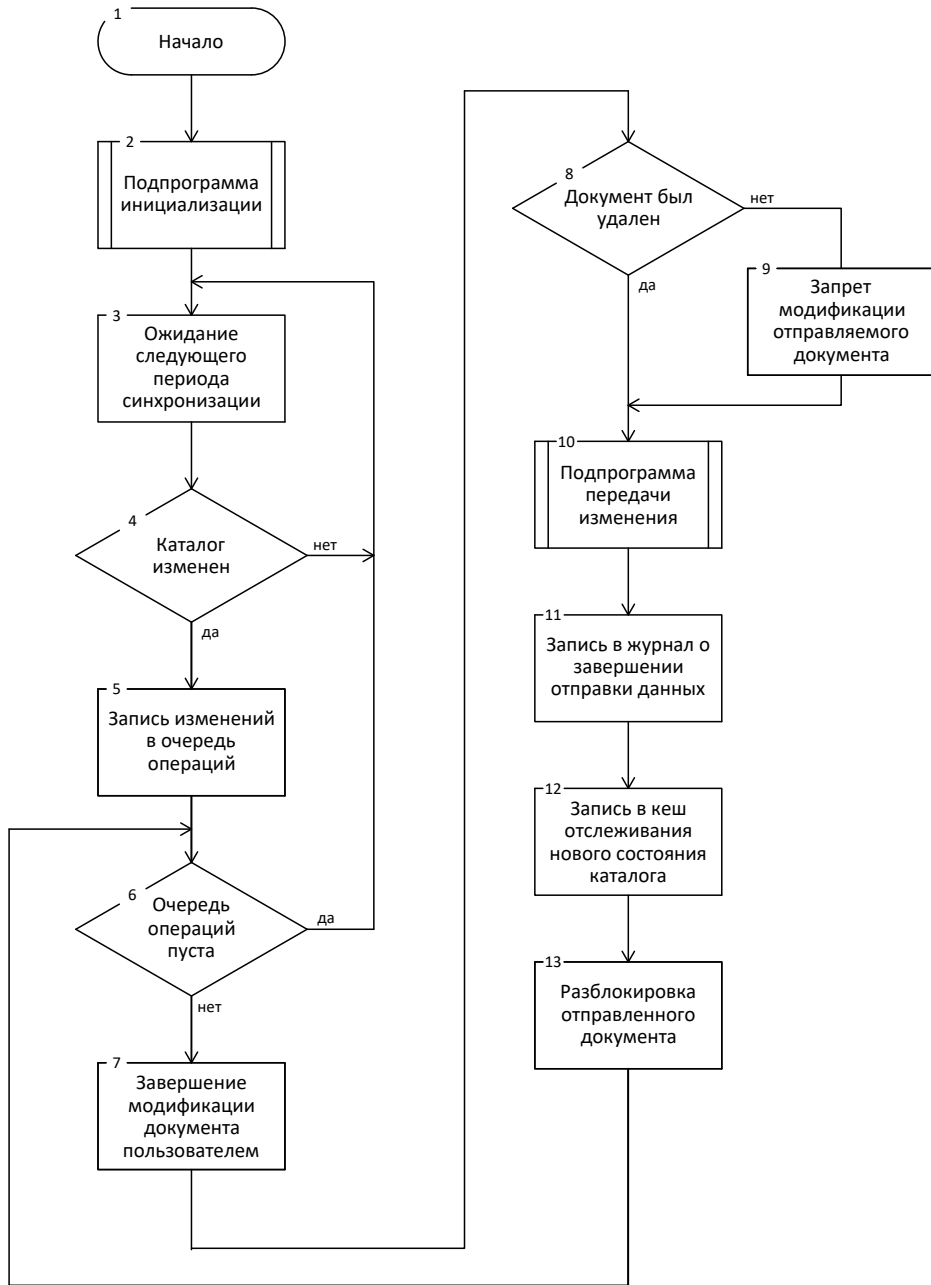 1
Начало
2
Подпрограмма
инициализации
3
Ожидание
следующего
периода
синхронизации
4
Каталог
изменен
нет
да
5
Запись изменений
в очередь
операций
6
Очередь
операций
пуста
да
нет
7
Завершение
модификации
документа
пользователем
8
Документ был
удален
нет
да
9
Запрет
модификации
отправляемого
документа
10
Подпрограмма
передачи
изменения
11
Запись в журнал о
завершении
отправки данных
12
Запись в кеш
отслеживания
нового состояния
каталога
13
Разблокировка
отправленного
документа